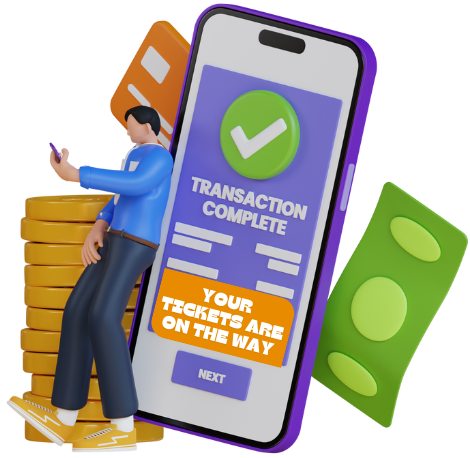 TRANSACTION
COMPLETE
YOUR
TICKETS ARE
ON THE WAY
NEXT